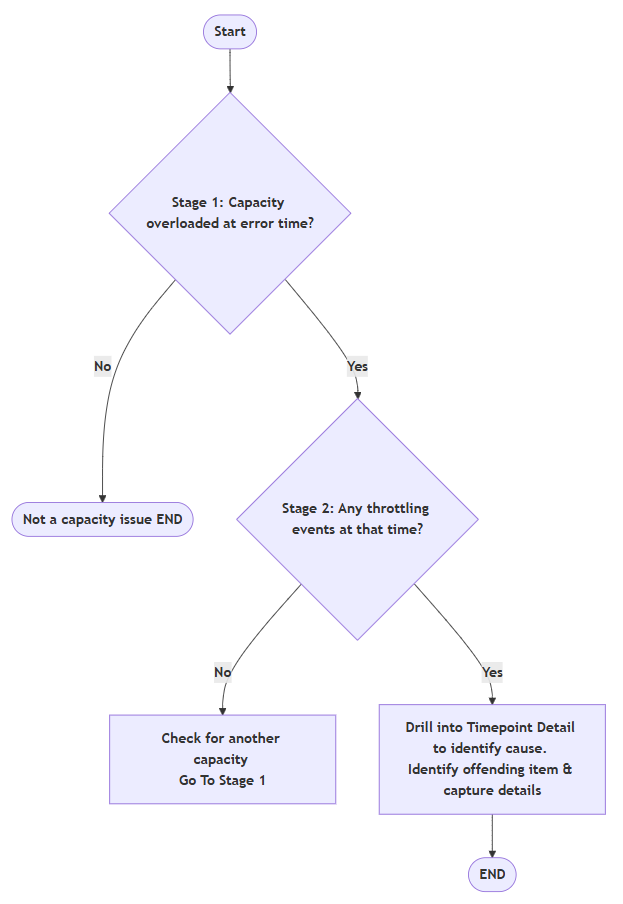 Start
Stage 1: Capacity
overloaded at error time?
No
Yes
Not a capacity issue END
Stage 2: Any throttling
events at that time?
No
Yes
Check for another
capacity
Go To Stage 1
Drill into Timepoint Detail
to identify cause.
Identify offending item &
capture details
END